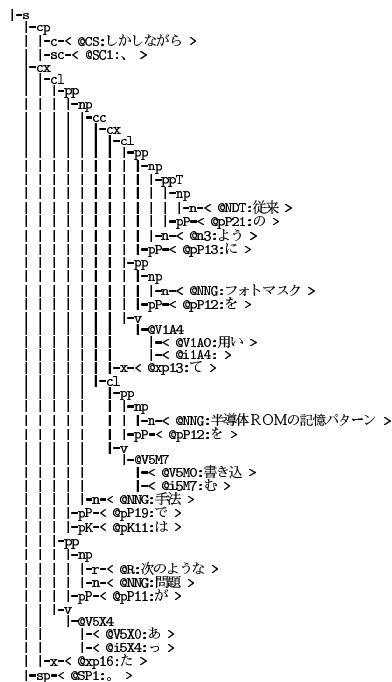 |-s
|-cp
| |-c-< @CS:しかしながら >
| |-sc-< @SC1:、 >
|-cx
| |-cl
| | |-pp
| | | |-np
| | | | |-cc
| | | | | |-cx
| | | | | | |-cl
| | | | | | | |-pp
| | | | | | | | |-np
| | | | | | | | | |-ppT
| | | | | | | | | | |-np
| | | | | | | | | | | |-n-< @NDT:従来 >
| | | | | | | | | | |-pP-< @pP21:の >
| | | | | | | | | |-n-< @n3:よう >
| | | | | | | | |-pP-< @pP13:に >
| | | | | | | |-pp
| | | | | | | | |-np
| | | | | | | | | |-n-< @NNG:フォトマスク >
| | | | | | | | |-pP-< @pP12:を >
| | | | | | | |-v
| | | | | | | |-@V1A4
| | | | | | | |-< @V1A0:用い >
| | | | | | | |-< @i1A4: >
| | | | | | |-x-< @xp13:て >
| | | | | |-cl
| | | | | | |-pp
| | | | | | | |-np
| | | | | | | | |-n-< @NNG:半導体ROMの記憶パターン >
| | | | | | | |-pP-< @pP12:を >
| | | | | | |-v
| | | | | | |-@V5M7
| | | | | | |-< @V5M0:書き込 >
| | | | | | |-< @i5M7:む >
| | | | |-n-< @NNG:手法 >
| | | |-pP-< @pP19:で >
| | | |-pK-< @pK11:は >
| | |-pp
| | | |-np
| | | | |-r-< @R:次のような >
| | | | |-n-< @NNG:問題 >
| | | |-pP-< @pP11:が >
| | |-v
| | |-@V5X4
| | |-< @V5X0:あ >
| | |-< @i5X4:っ >
| |-x-< @xp16:た >
|-sp-< @SP1:。 >